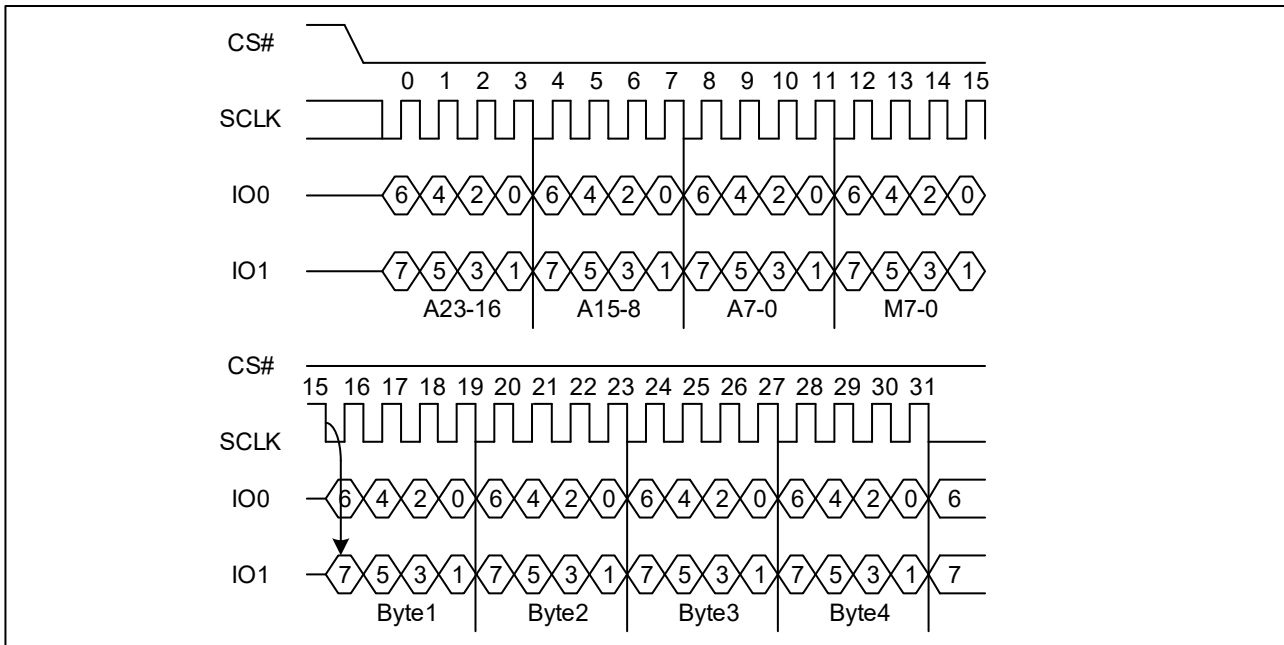 CS#
0 1 2 3 4 5 6 7 8 9 10 11 12 13 14 15
SCLK
IO0 6 4 2 0 6 4 2 0 6 4 2 0 6 4 2 0
IO1 7 5 3 1 7 5 3 1 7 5 3 1 7 5 3 1
A23-16 A15-8 A7-0 M7-0
CS#
15 16 17 18 19 20 21 22 23 24 25 26 27 28 29 30 31
SCLK
IO0 6 4 2 0 6 4 2 0 6 4 2 0 6 4 2 0 6
IO1 7 5 3 1 7 5 3 1 7 5 3 1 7 5 3 1 7
Byte1 Byte2 Byte3 Byte4